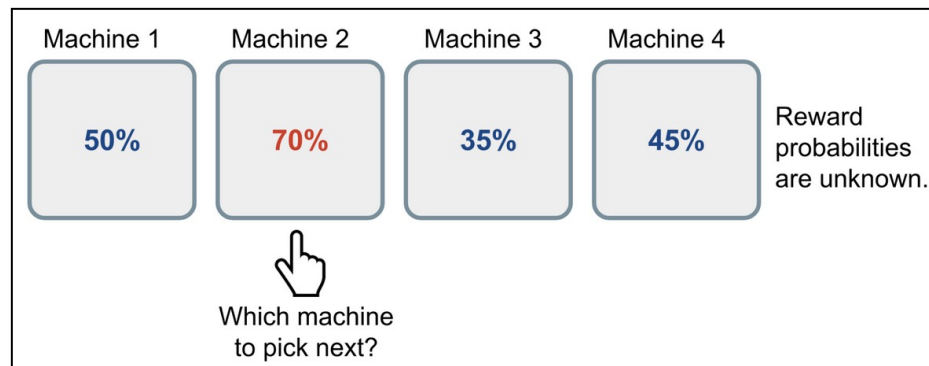 Machine 1
Machine 2
Machine 3
Machine 4
50%
70%
35%
45%
Reward
probabilities
are unknown.
Which machine
to pick next?